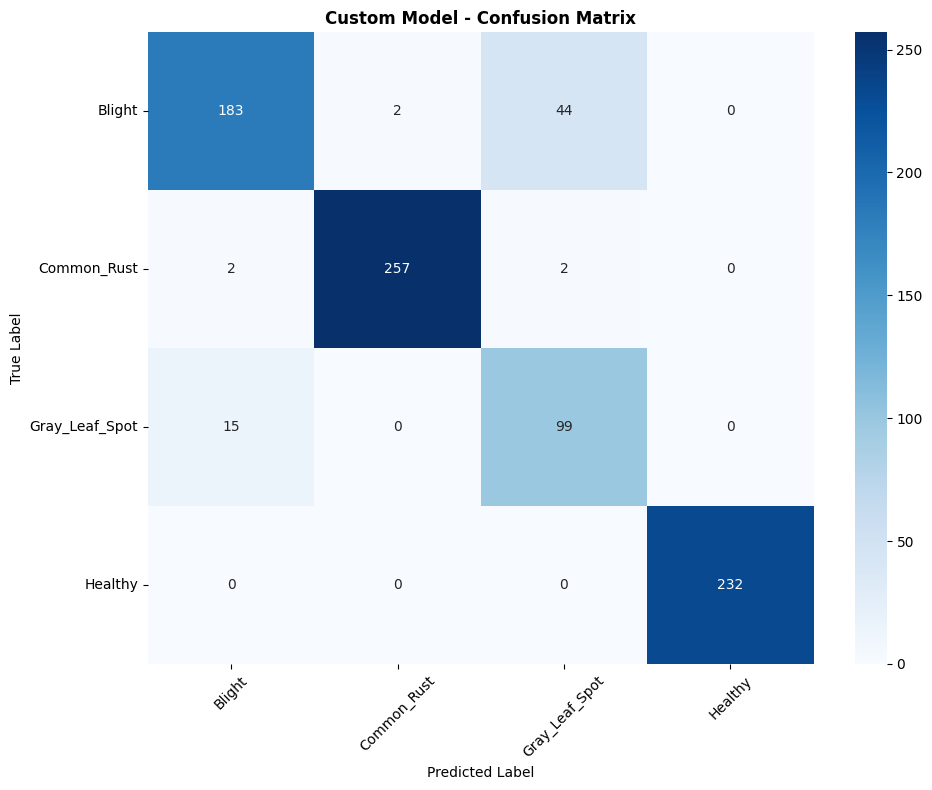 Custom Model - Confusion Matrix
Blight 183 2 44 0
Common_Rust 2 257 2 0
Gray_Leaf_Spot 15 0 99 0
Healthy 0 0 0 232
Blight Common_Rust Gray_Leaf_Spot Healthy
Predicted Label
True Label
250
200
150
100
50
0